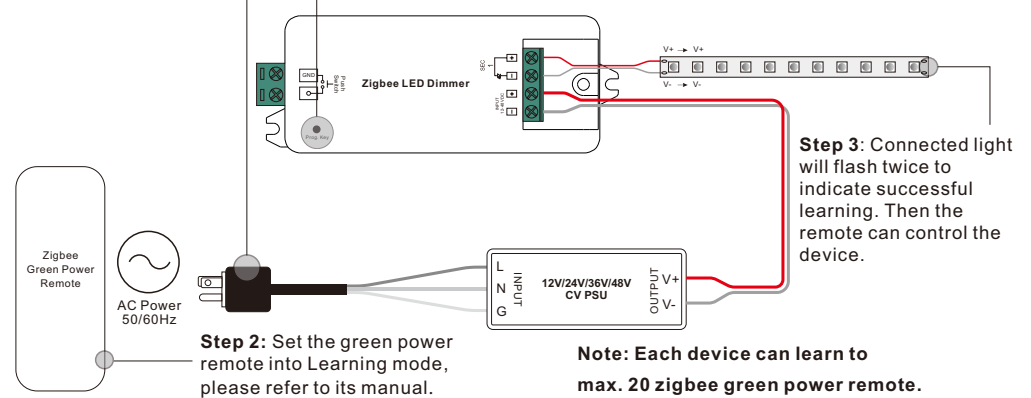 V+ → V+
SEC
1
GND
Push
Switch
Zigbee LED Dimmer
INPUT
V- → V-
Prog. Key
Step 3: Connected light
will flash twice to
indicate successful
learning. Then the
remote can control the
device.
Zigbee
Green Power
Remote
AC Power
50/60Hz
L
N
G
INPUT
12V/24V/36V/48V
CV PSU
OUTPUT
V+
V-
Step 2: Set the green power
remote into Learning mode,
please refer to its manual.
Note: Each device can learn to
max. 20 zigbee green power remote.